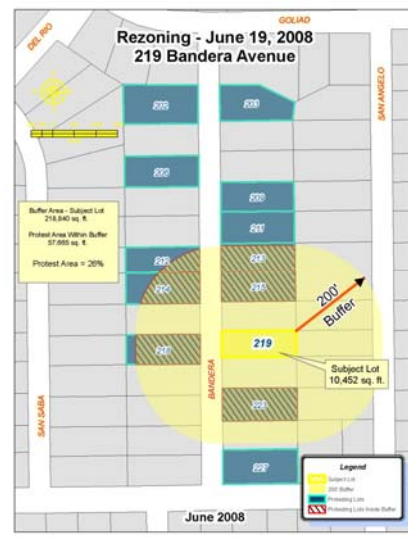 GOLIAD
DEL RIO
Rezoning - June 19, 2008
219 Bandera Avenue
SAN ANGELO
202
203
206
209
211
Buffer Area - Subject Lot
218,840 sq. ft.
Protest Area Within Buffer
57,665 sq. ft.
Protest Area = 26%
212
213
214
215
200'
Buffer
218
219
Subject Lot
10,452 sq. ft.
BANDERA
SAN SABA
223
227
Legend
Subject Lot
200' Buffer
Protesting Lots
Protesting Lots Inside Buffer
June 2008